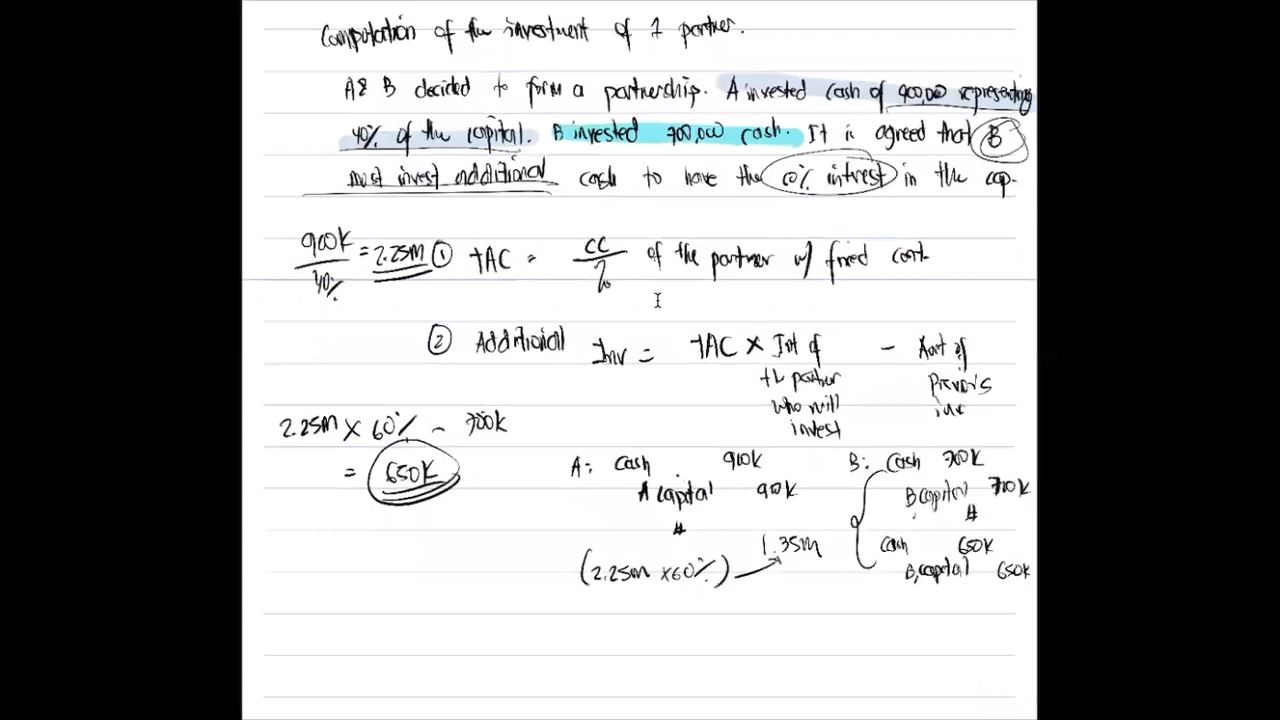 Computation of the investment of 1 partner.
A & B decided to form a partnership. A invested cash of 900,000 representing
40% of the capital. B invested 700,000 cash. It is agreed that B
must invest additional cash to have the 60% intrest in the cap.
900K / 40% = 2.25M ① TAC = CC / % of the partner w/ fixed cont.
② Additional Inv = TAC × Int of the partner who will invest − Amt of previous inv
2.25M × 60% − 700K
= 650K
A: Cash 900K
A capital 900K
B: Cash 700K
B capital 700K
#
#
Cash 650K
B, capital 650K
(2.25M × 60%) 1.35M